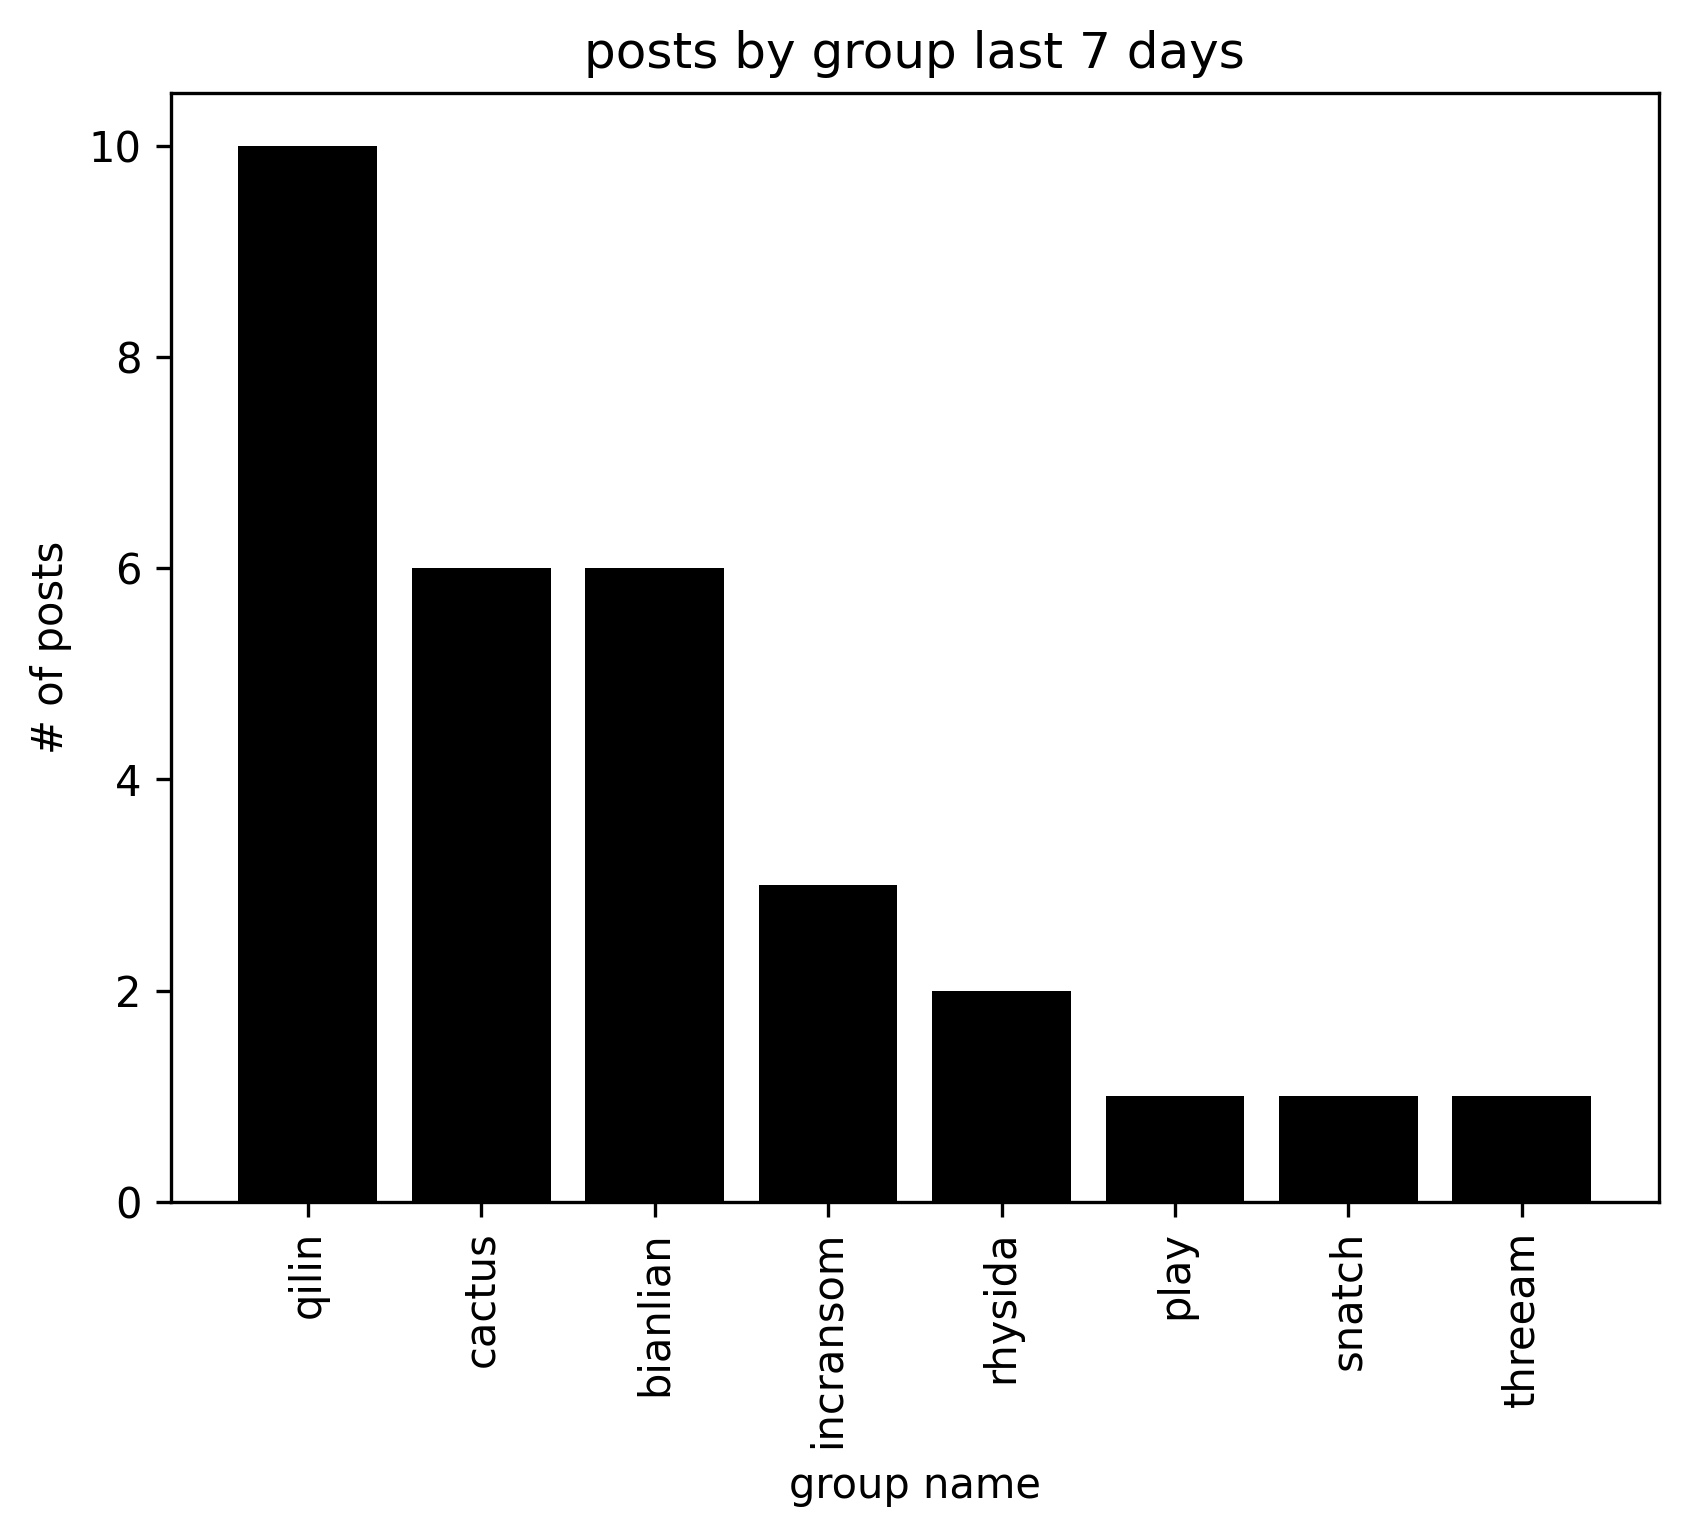 posts by group last 7 days
# of posts
10
8
6
4
2
0
qilin
cactus
bianlian
incransom
rhysida
play
snatch
threeam
group name